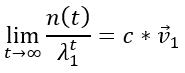 lim t→∞ n(t) / λ₁ᵗ = c * v⃗₁